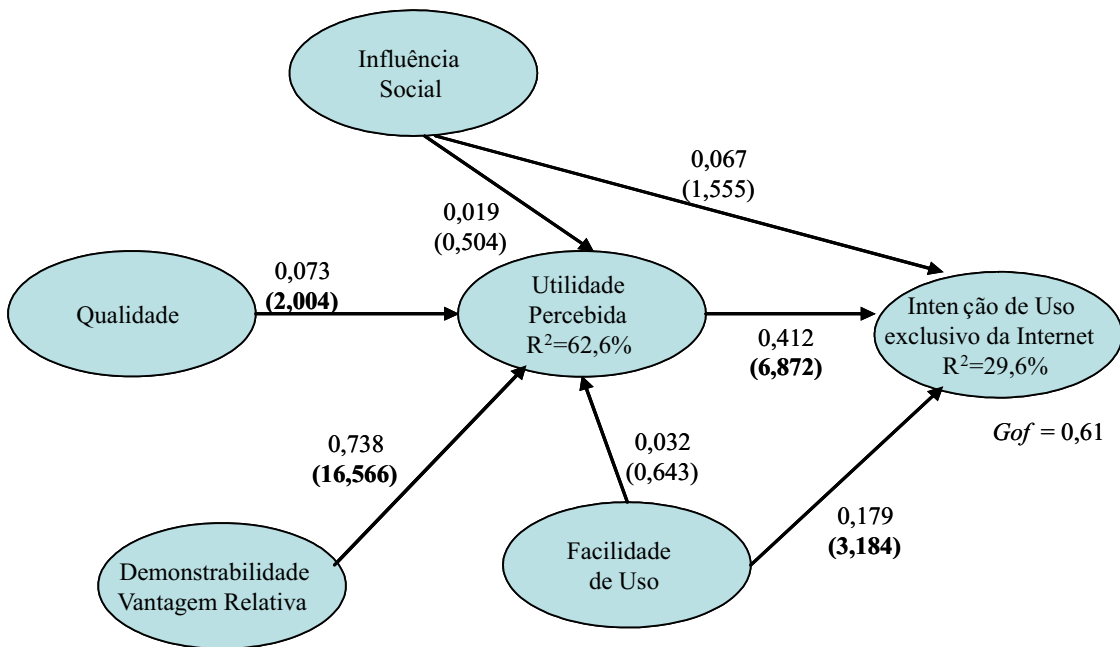 Influência
Social
0,067
(1,555)
0,019
(0,504)
0,073
(2,004)
Qualidade
Utilidade
Percebida
R²=62,6%
Inten ção de Uso
exclusivo da Internet
R²=29,6%
0,412
(6,872)
Gof = 0,61
0,738
(16,566)
0,032
(0,643)
0,179
(3,184)
Demonstrabilidade
Vantagem Relativa
Facilidade
de Uso